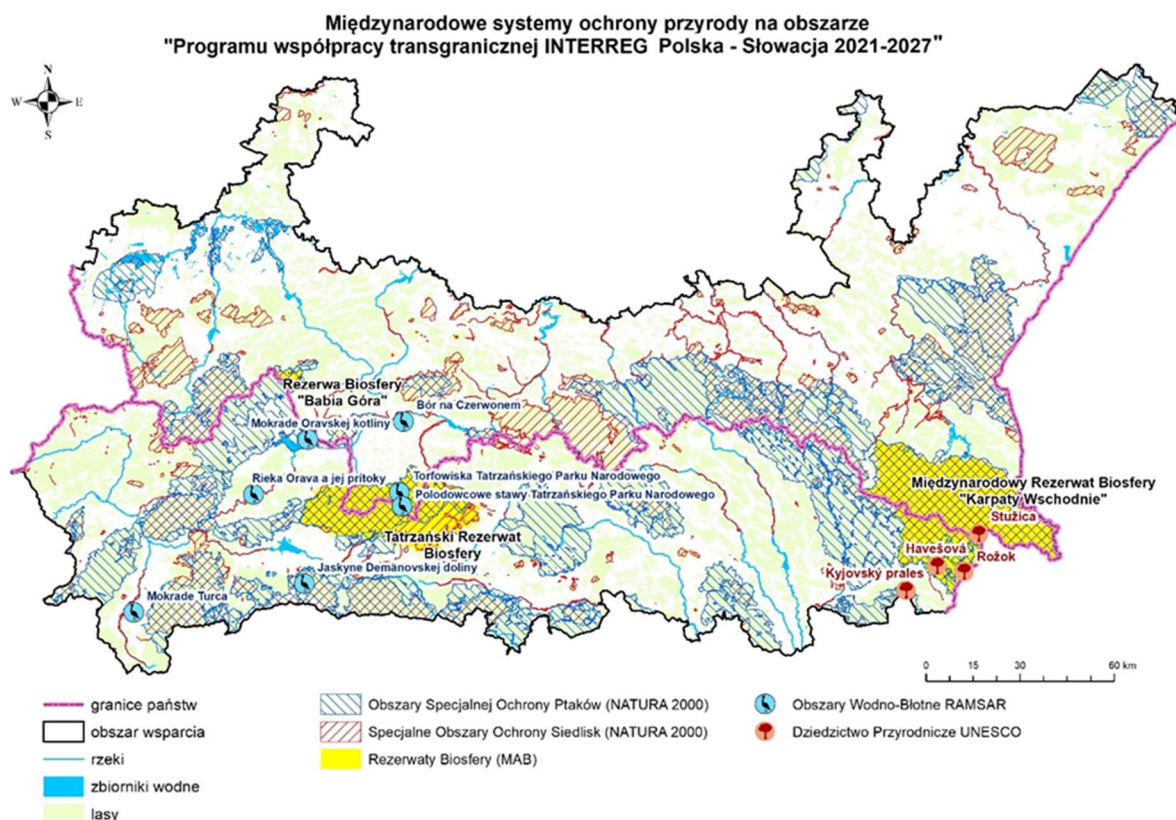 Międzynarodowe systemy ochrony przyrody na obszarze
"Programu współpracy transgranicznej INTERREG Polska - Słowacja 2021-2027"
N
W E
S
Rezerwa Biosfery
"Babia Góra"
Bór na Czerwonem
Mokrade Oravskej kotliny
Rieka Orava a jej pritoky
Torfowiska Tatrzańskiego Parku Narodowego
Polodowcowe stawy Tatrzańskiego Parku Narodowego
Tatrzański Rezerwat
Biosfery
Jaskyne Demänovskej doliny
Mokrade Turca
Międzynarodowy Rezerwat Biosfery
"Karpaty Wschodnie"
Stužica
Havešová
Rožok
Kyjovský prales
0 15 30 60 km
granice państw
obszar wsparcia
rzeki
zbiorniki wodne
lasy
Obszary Specjalnej Ochrony Ptaków (NATURA 2000)
Specjalne Obszary Ochrony Siedlisk (NATURA 2000)
Rezerwaty Biosfery (MAB)
Obszary Wodno-Błotne RAMSAR
Dziedzictwo Przyrodnicze UNESCO